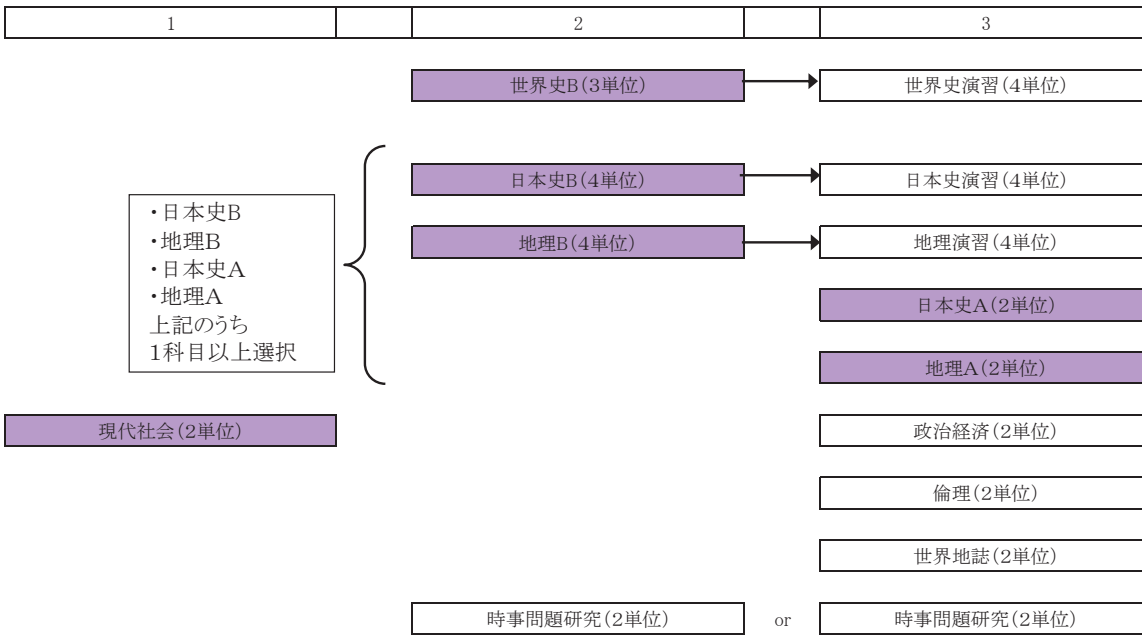 1
2
3
世界史B(3単位)
世界史演習(4単位)
日本史B(4単位)
日本史演習(4単位)
・日本史B
・地理B
・日本史A
・地理A
上記のうち
1科目以上選択
地理B(4単位)
地理演習(4単位)
日本史A(2単位)
地理A(2単位)
現代社会(2単位)
政治経済(2単位)
倫理(2単位)
世界地誌(2単位)
時事問題研究(2単位)
or
時事問題研究(2単位)